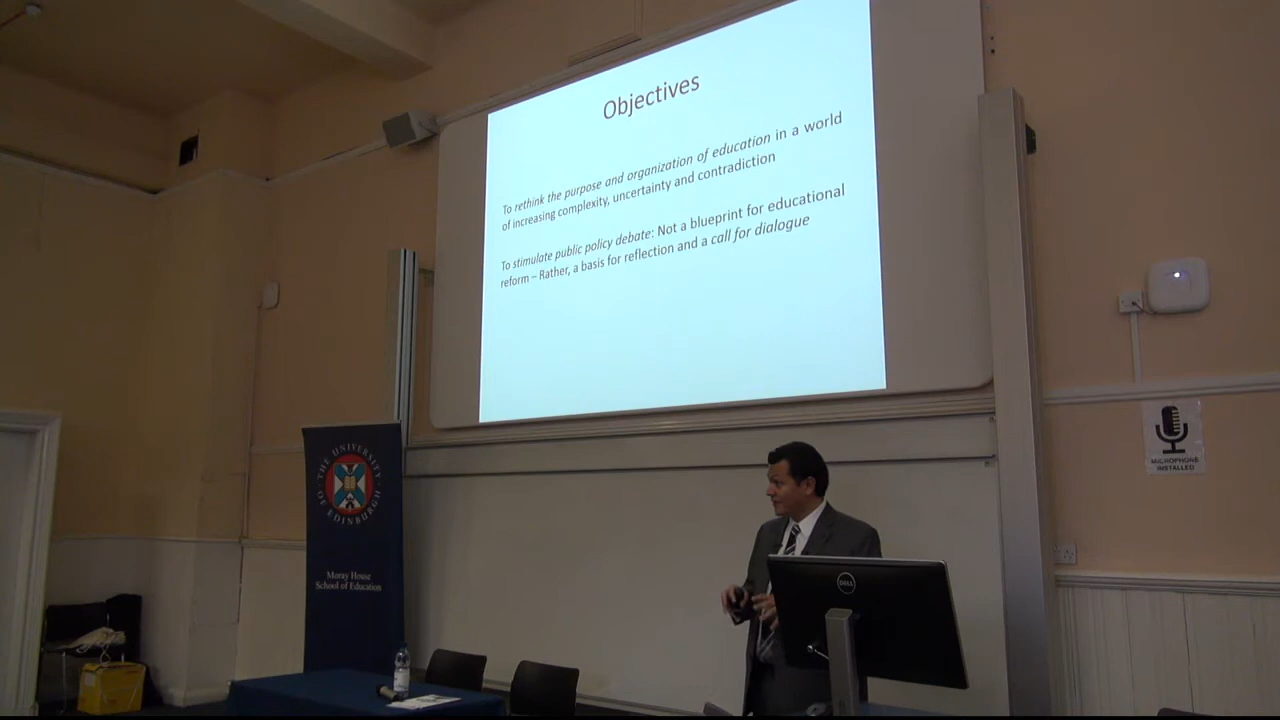 Objectives
To rethink the purpose and organization of education in a world
of increasing complexity, uncertainty and contradiction
To stimulate public policy debate: Not a blueprint for educational
reform – Rather, a basis for reflection and a call for dialogue
THE UNIVERSITY
OF EDINBURGH
Moray House
School of Education
MICROPHONE
INSTALLED
DELL